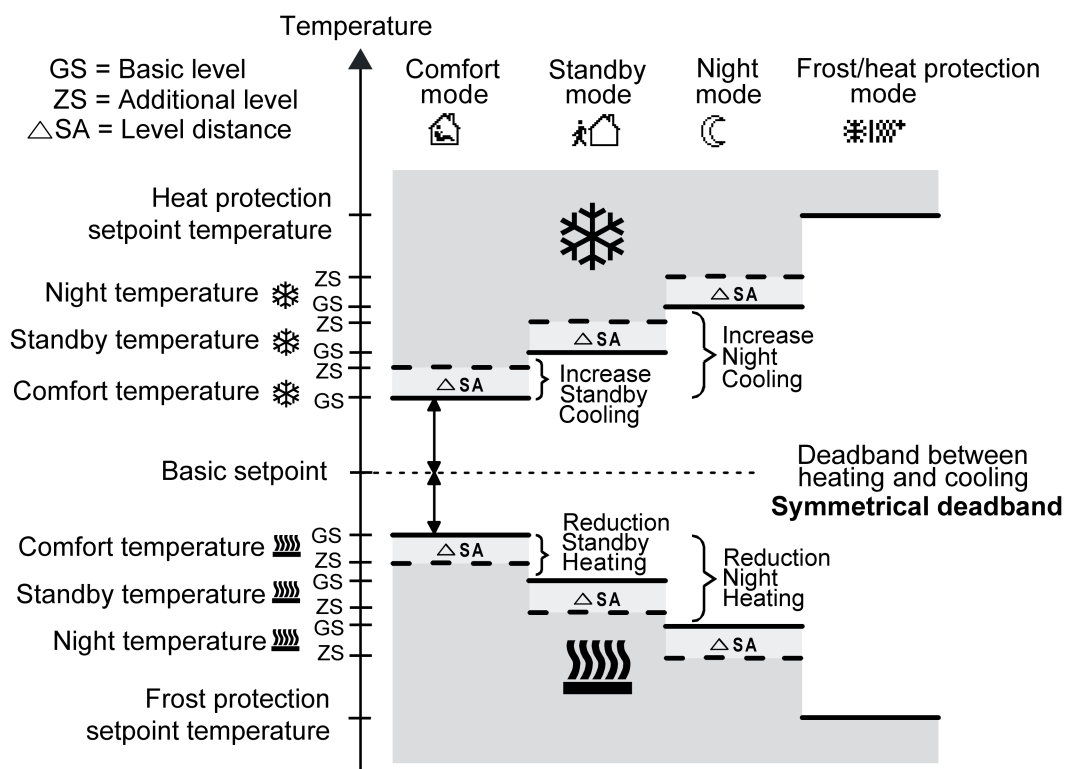 Temperature
GS = Basic level
ZS = Additional level
△SA = Level distance
Comfort
mode
Standby
mode
Night
mode
Frost/heat protection
mode
Heat protection
setpoint temperature
Night temperature
ZS
GS
Standby temperature
ZS
GS
Comfort temperature
ZS
GS
△SA
△SA
△SA
Increase
Standby
Cooling
Increase
Night
Cooling
Basic setpoint
Deadband between
heating and cooling
Symmetrical deadband
Comfort temperature
GS
ZS
Standby temperature
GS
ZS
Night temperature
GS
ZS
△SA
△SA
△SA
Reduction
Standby
Heating
Reduction
Night
Heating
Frost protection
setpoint temperature